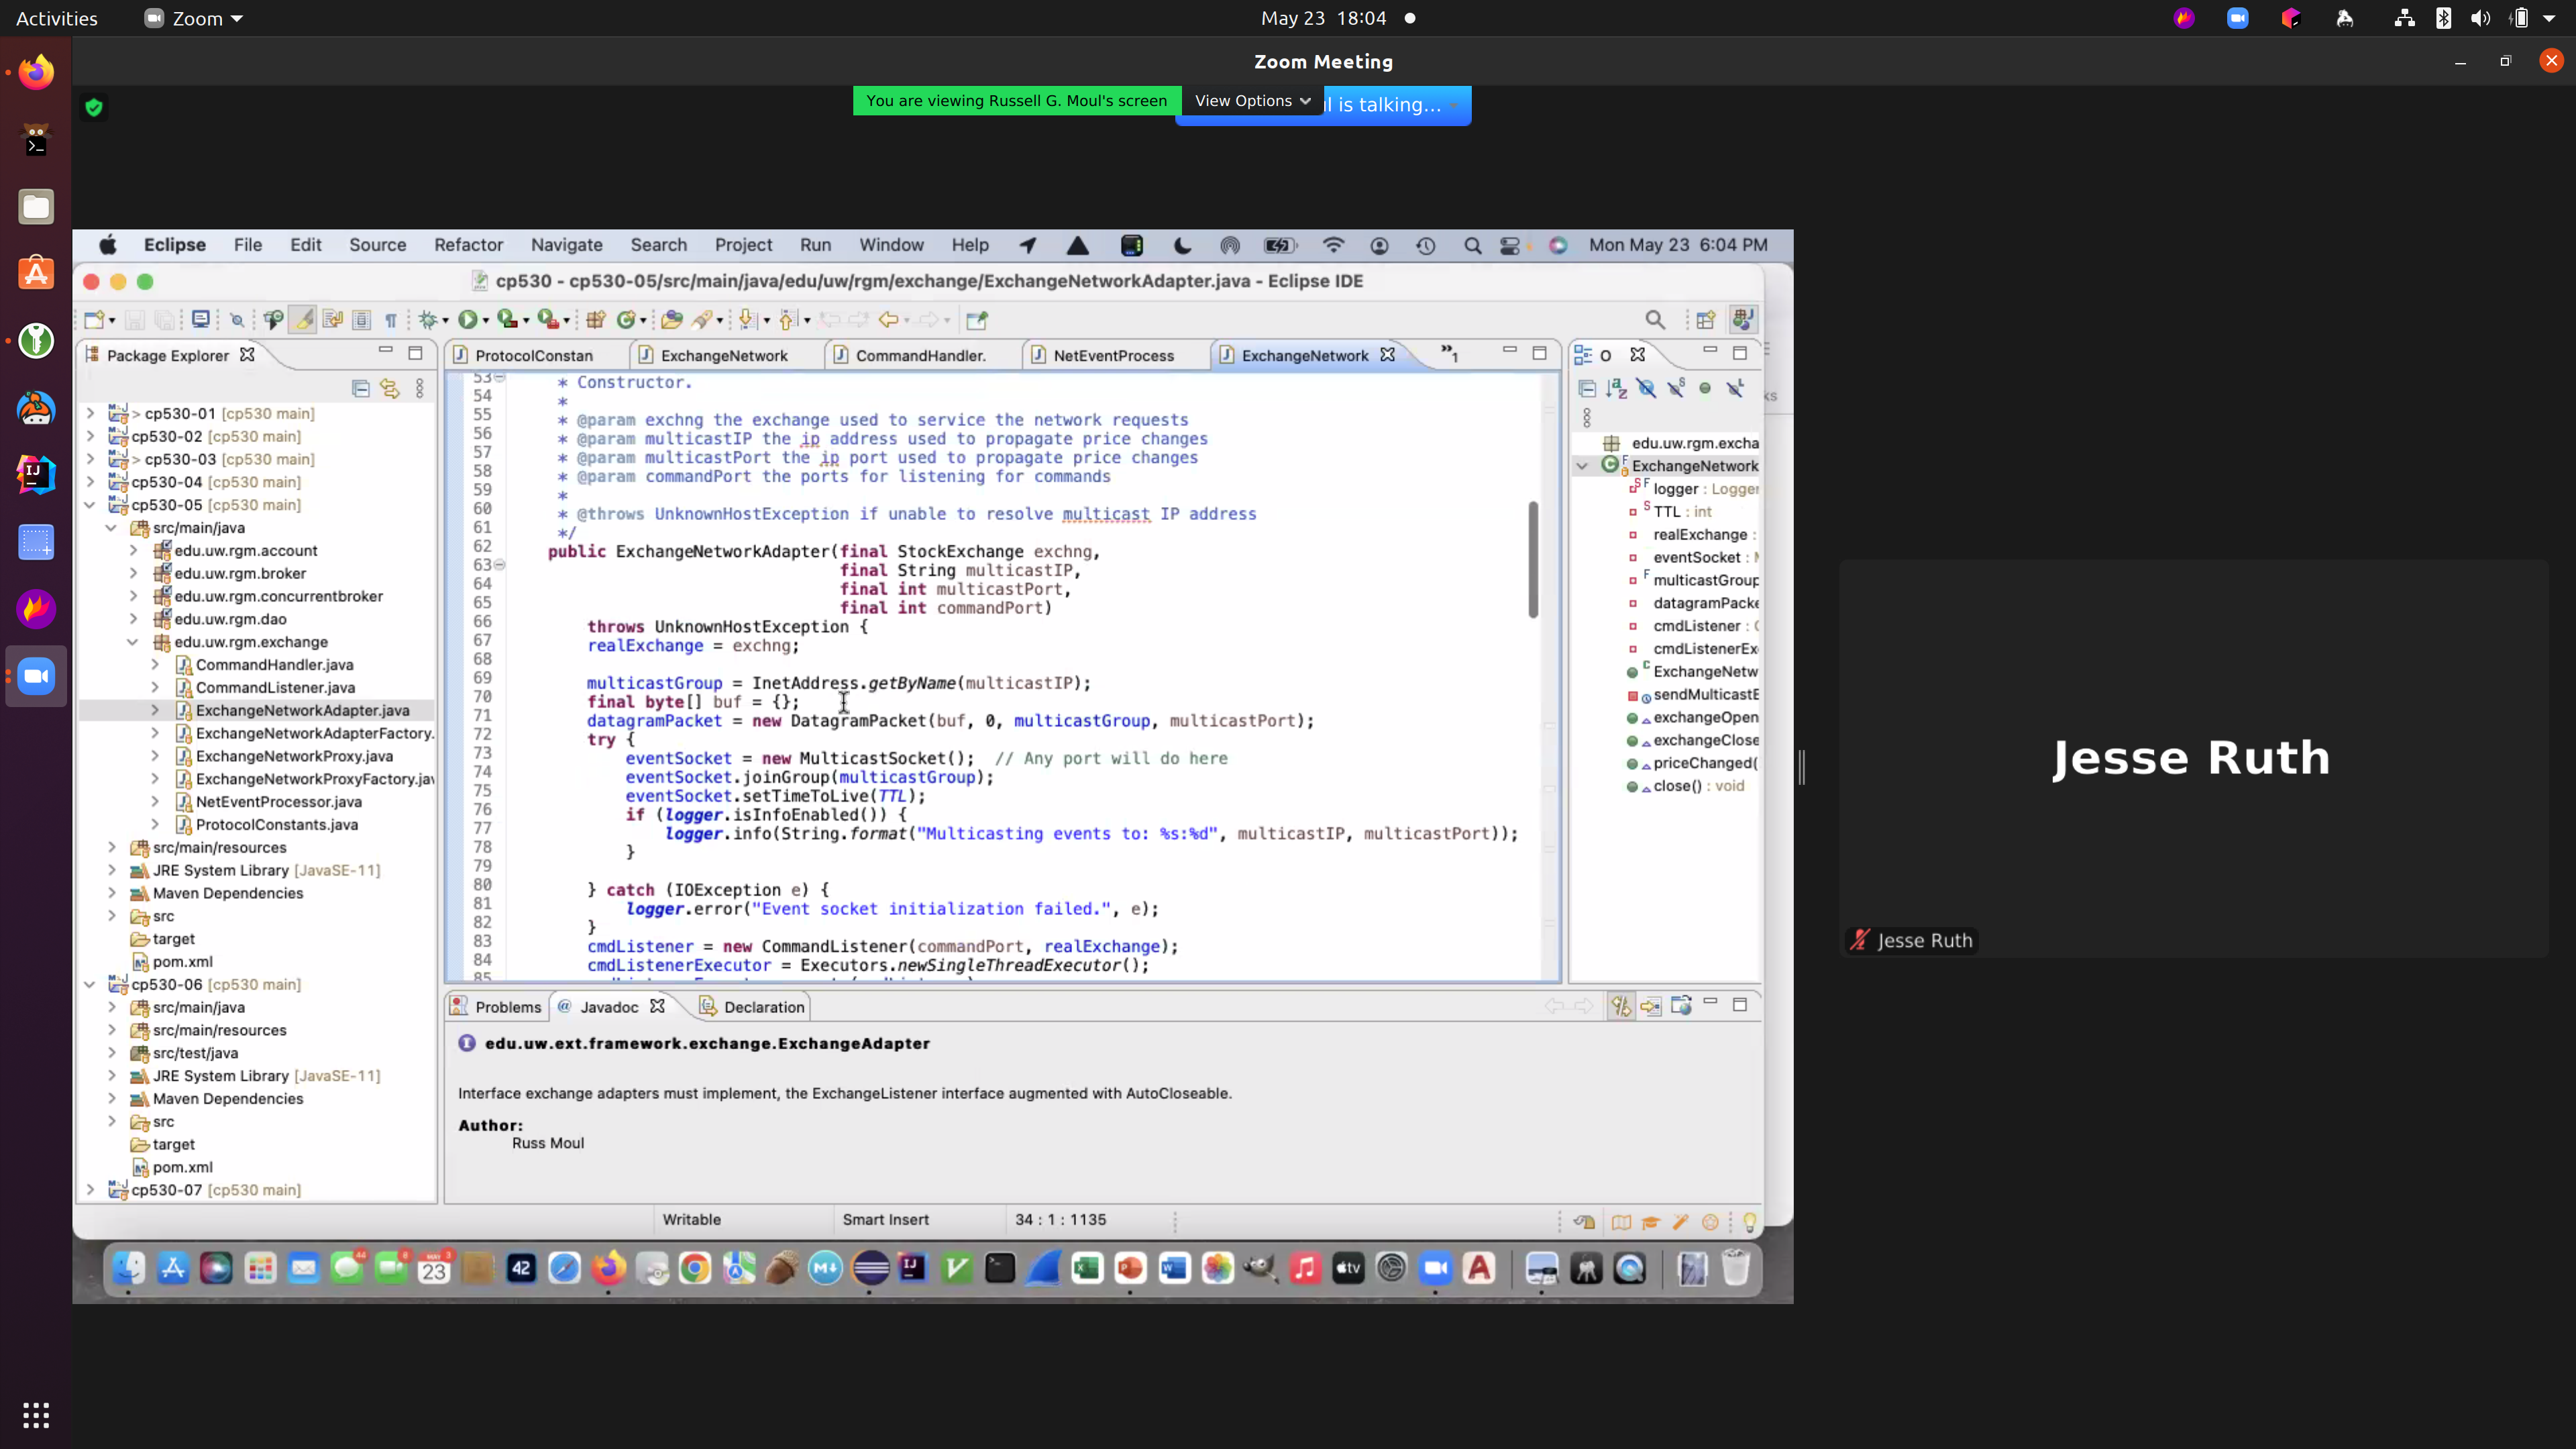 Activities
Zoom
May 23 18:04
Zoom Meeting
You are viewing Russell G. Moul's screen
View Options
l is talking...
Eclipse File Edit Source Refactor Navigate Search Project Run Window Help
Mon May 23 6:04 PM
cp530 - cp530-05/src/main/java/edu/uw/rgm/exchange/ExchangeNetworkAdapter.java - Eclipse IDE
Package Explorer
> cp530-01 [cp530 main]
cp530-02 [cp530 main]
> cp530-03 [cp530 main]
cp530-04 [cp530 main]
cp530-05 [cp530 main]
src/main/java
edu.uw.rgm.account
edu.uw.rgm.broker
edu.uw.rgm.concurrentbroker
edu.uw.rgm.dao
edu.uw.rgm.exchange
CommandHandler.java
CommandListener.java
ExchangeNetworkAdapter.java
ExchangeNetworkAdapterFactory.
ExchangeNetworkProxy.java
ExchangeNetworkProxyFactory.jav
NetEventProcessor.java
ProtocolConstants.java
src/main/resources
JRE System Library [JavaSE-11]
Maven Dependencies
src
target
pom.xml
cp530-06 [cp530 main]
src/main/java
src/main/resources
src/test/java
JRE System Library [JavaSE-11]
Maven Dependencies
src
target
pom.xml
cp530-07 [cp530 main]
ProtocolConstan
ExchangeNetwork
CommandHandler.
NetEventProcess
ExchangeNetwork
»1
53 * Constructor.
54 *
55 * @param exchng the exchange used to service the network requests
56 * @param multicastIP the ip address used to propagate price changes
57 * @param multicastPort the ip port used to propagate price changes
58 * @param commandPort the ports for listening for commands
59 *
60 * @throws UnknownHostException if unable to resolve multicast IP address
61 */
62 public ExchangeNetworkAdapter(final StockExchange exchng,
63 final String multicastIP,
64 final int multicastPort,
65 final int commandPort)
66 throws UnknownHostException {
67 realExchange = exchng;
68
69 multicastGroup = InetAddress.getByName(multicastIP);
70 final byte[] buf = {};
71 datagramPacket = new DatagramPacket(buf, 0, multicastGroup, multicastPort);
72 try {
73 eventSocket = new MulticastSocket(); // Any port will do here
74 eventSocket.joinGroup(multicastGroup);
75 eventSocket.setTimeToLive(TTL);
76 if (logger.isInfoEnabled()) {
77 logger.info(String.format("Multicasting events to: %s:%d", multicastIP, multicastPort));
78 }
79
80 } catch (IOException e) {
81 logger.error("Event socket initialization failed.", e);
82 }
83 cmdListener = new CommandListener(commandPort, realExchange);
84 cmdListenerExecutor = Executors.newSingleThreadExecutor();
85
O
edu.uw.rgm.excha
ExchangeNetwork
logger : Logger
TTL : int
realExchange :
eventSocket :
multicastGroup
datagramPacke
cmdListener :
cmdListenerEx
ExchangeNetw
sendMulticastE
exchangeOpen
exchangeClose
priceChanged(
close() : void
ks
Problems
@ Javadoc
Declaration
edu.uw.ext.framework.exchange.ExchangeAdapter
Interface exchange adapters must implement, the ExchangeListener interface augmented with AutoCloseable.
Author:
Russ Moul
Writable
Smart Insert
34 : 1 : 1135
Jesse Ruth
Jesse Ruth
23
42
tv